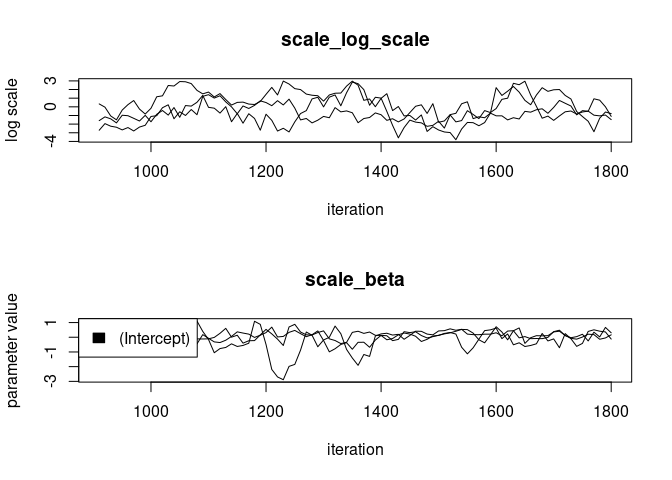 scale_log_scale
log scale
3
0
-4
1000
1200
1400
1600
1800
iteration
scale_beta
parameter value
1
-1
-3
(Intercept)
1000
1200
1400
1600
1800
iteration